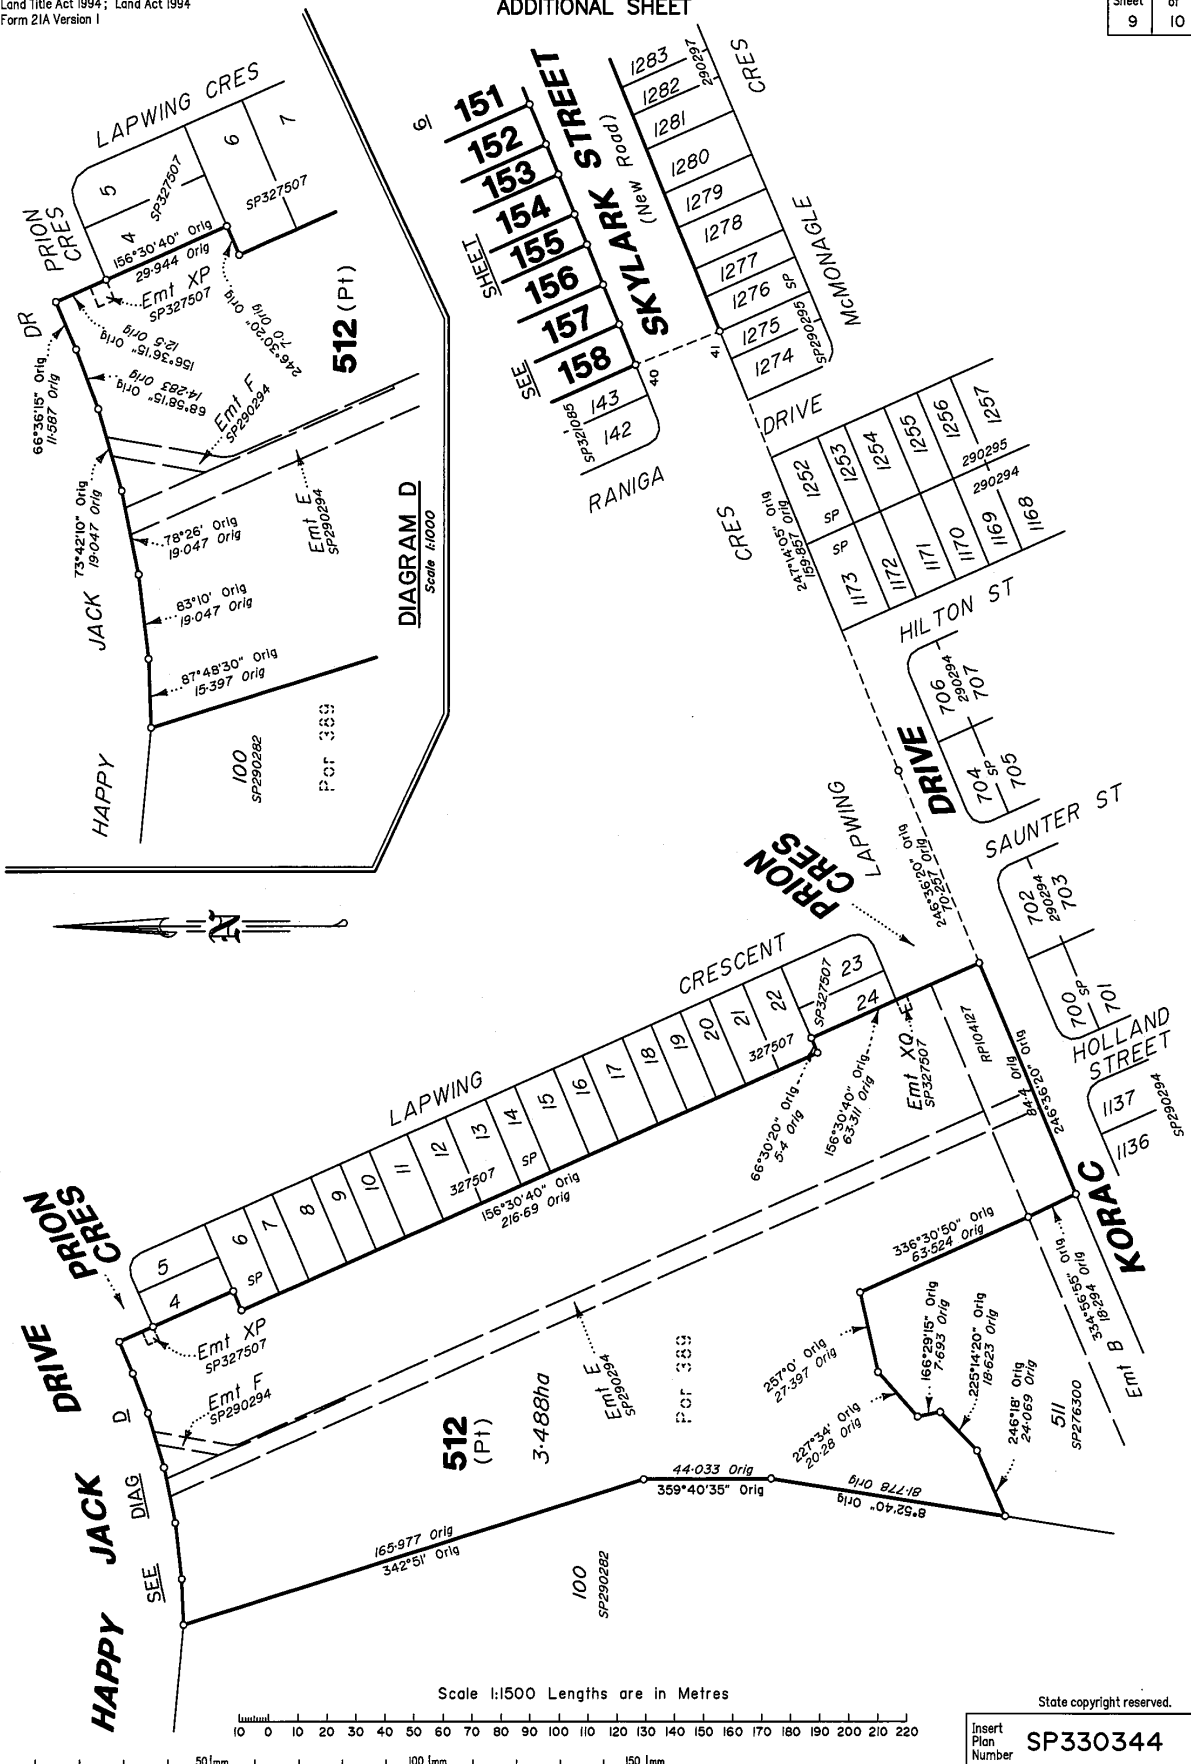 Land Title Act 1994; Land Act 1994
Form 21A Version 1
ADDITIONAL SHEET
Sheet of
9 10
LAPWING CRES
PRION
CRES
DR
5
4
SP327507
6
7
SP327507
156°30'40" Orig
29·944 Orig
Emt XP
SP327507
246°30'20" Orig
7·0 Orig
156°36'15" Orig
12·5 Orig
68°58'15" Orig
14·283 Orig
66°36'15" Orig
11·587 Orig
Emt F
SP290294
512 (Pt)
73°42'10" Orig
19·047 Orig
78°26' Orig
19·047 Orig
Emt E
SP290294
83°10' Orig
19·047 Orig
87°48'30" Orig
15·397 Orig
HAPPY JACK
100
SP290282
Por 389
DIAGRAM D
Scale 1:1000
SEE SHEET 6
151
152
153
154
155
156
157
158
SKYLARK STREET
(New Road)
143
142
SP321085
40
41
RANIGA
DRIVE
1283
1282
1281
1280
1279
1278
1277
1276
1275
1274
290297
SP
SP290295
MCMONAGLE
CRES
1252
1253
1254
1255
1256
1257
SP
290295
1173
1172
1171
1170
1169
1168
SP
290294
CRES
247°14'05" Orig
159·857 Orig
HILTON ST
706
290294
707
704
SP
705
DRIVE
LAPWING
PRION
CRES
246°36'20" Orig
70·257 Orig
SAUNTER ST
702
290294
703
700
SP
701
HOLLAND
STREET
1137
1136
SP290294
N
LAPWING
CRESCENT
PRION
CRES
5
4
6
SP
7
8
9
10
11
12
13
327507
14
SP
15
16
17
18
19
20
21
22
327507
SP327507
23
24
156°30'40" Orig
216·69 Orig
66°30'20" Orig
5·4 Orig
156°30'40" Orig
63·311 Orig
Emt XQ
SP327507
RP104127
84·4 Orig
246°36'20" Orig
KORAC
Emt XP
SP327507
Emt F
SP290294
HAPPY JACK DRIVE
SEE DIAG D
512
(Pt)
3·488ha
Emt E
SP290294
Por 389
336°30'50" Orig
63·524 Orig
334°56'55" Orig
18·294 Orig
Emt B
257°0' Orig
27·397 Orig
227°34' Orig
20·28 Orig
166°29'15" Orig
7·693 Orig
225°14'20" Orig
18·623 Orig
246°18' Orig
24·069 Orig
511
SP276300
44·033 Orig
359°40'35" Orig
81·778 Orig
8°52'40" Orig
165·977 Orig
342°51' Orig
100
SP290282
Scale 1:1500 Lengths are in Metres
10 0 10 20 30 40 50 60 70 80 90 100 110 120 130 140 150 160 170 180 190 200 210 220
50 mm 100 mm 150 mm
State copyright reserved.
Insert
Plan
Number
SP330344